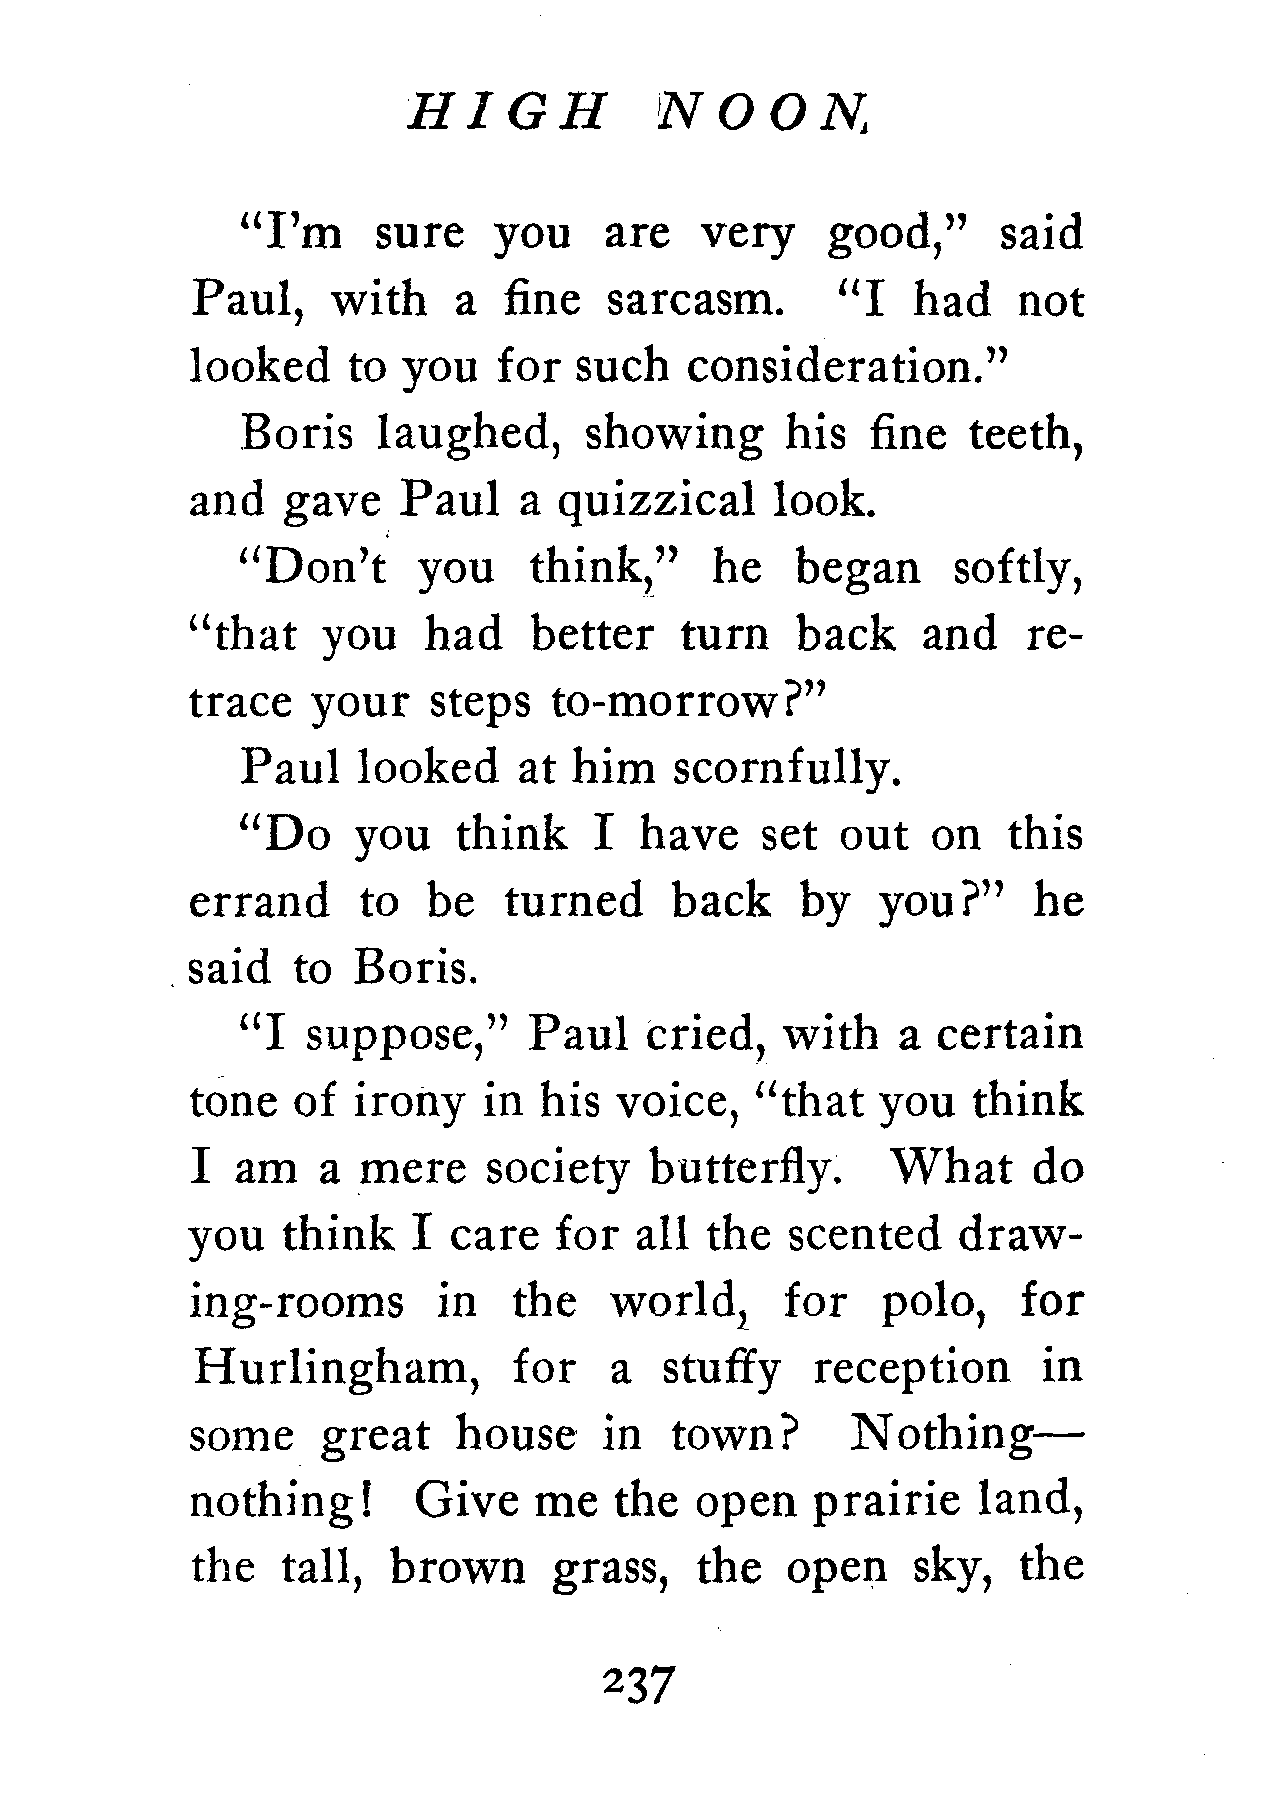 HIGH NOON
“I’m sure you are very good,” said
Paul, with a fine sarcasm. “I had not
looked to you for such consideration.”
Boris laughed, showing his fine teeth,
and gave Paul a quizzical look.
“Don’t you think,” he began softly,
“that you had better turn back and re-
trace your steps to-morrow?”
Paul looked at him scornfully.
“Do you think I have set out on this
errand to be turned back by you?” he
said to Boris.
“I suppose,” Paul cried, with a certain
tone of irony in his voice, “that you think
I am a mere society butterfly. What do
you think I care for all the scented draw-
ing-rooms in the world, for polo, for
Hurlingham, for a stuffy reception in
some great house in town? Nothing—
nothing! Give me the open prairie land,
the tall, brown grass, the open sky, the
237